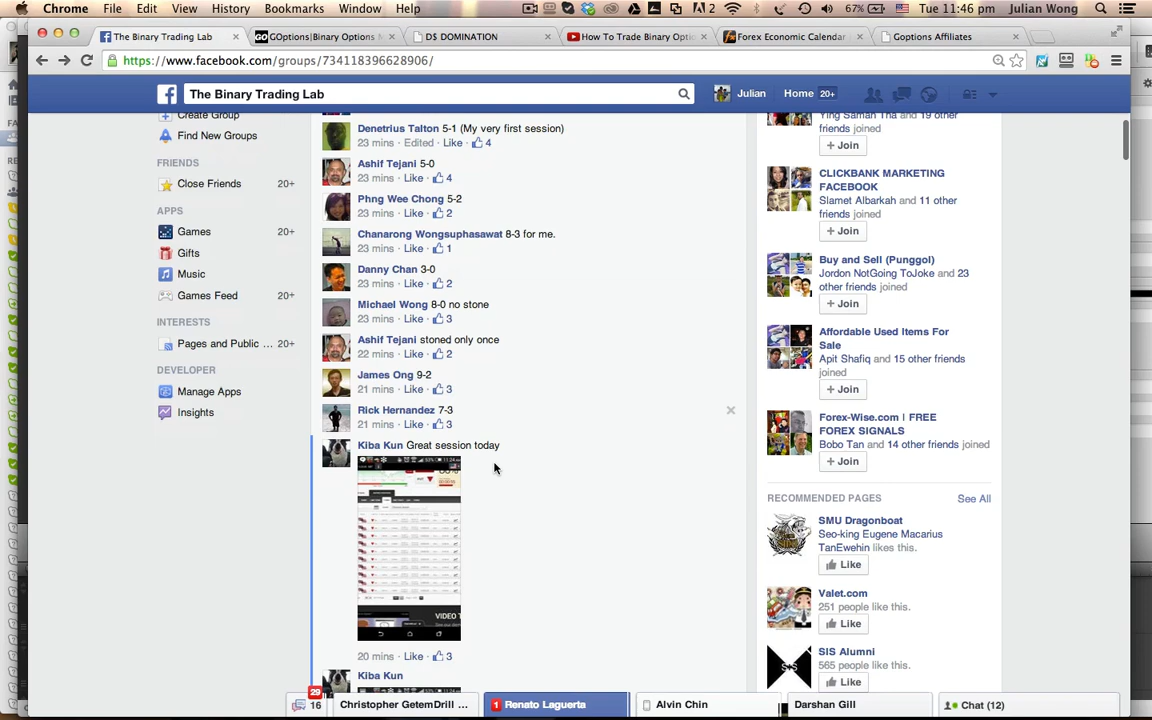 Chrome File Edit View History Bookmarks Window Help 2 67% Tue 11:46 pm Julian Wong
The Binary Trading Lab GOptions|Binary Options D$ DOMINATION How To Trade Binary Optio Forex Economic Calendar Goptions Affiliates
https://www.facebook.com/groups/734118396628906/
The Binary Trading Lab Julian Home 20+
Create Group
Find New Groups
FRIENDS
Close Friends 20+
APPS
Games 20+
Gifts
Music
Games Feed 20+
INTERESTS
Pages and Public ... 20+
DEVELOPER
Manage Apps
Insights
Denetrius Talton 5-1 (My very first session)
23 mins · Edited · Like · 4
Ashif Tejani 5-0
23 mins · Like · 4
Phng Wee Chong 5-2
23 mins · Like · 2
Chanarong Wongsuphasawat 8-3 for me.
23 mins · Like · 1
Danny Chan 3-0
23 mins · Like · 2
Michael Wong 8-0 no stone
23 mins · Like · 3
Ashif Tejani stoned only once
22 mins · Like · 2
James Ong 9-2
21 mins · Like · 3
Rick Hernandez 7-3
21 mins · Like · 3
Kiba Kun Great session today
VIDEO T
20 mins · Like · 3
Kiba Kun
Ying Saman Tha and 19 other
friends joined
+ Join
CLICKBANK MARKETING
FACEBOOK
Slamet Albarkah and 11 other
friends joined
+ Join
Buy and Sell (Punggol)
Jordon NotGoing ToJoke and 23
other friends joined
+ Join
Affordable Used Items For
Sale
Apit Shafiq and 15 other friends
joined
+ Join
Forex-Wise.com | FREE
FOREX SIGNALS
Bobo Tan and 14 other friends joined
+ Join
RECOMMENDED PAGES See All
SMU Dragonboat
Seo-king Eugene Macarius
TanEwehin likes this.
Like
Valet.com
251 people like this.
Like
SIS Alumni
565 people like this.
Like
29
16 Christopher GetemDrill ... 1 Renato Laguerta Alvin Chin Darshan Gill Chat (12)